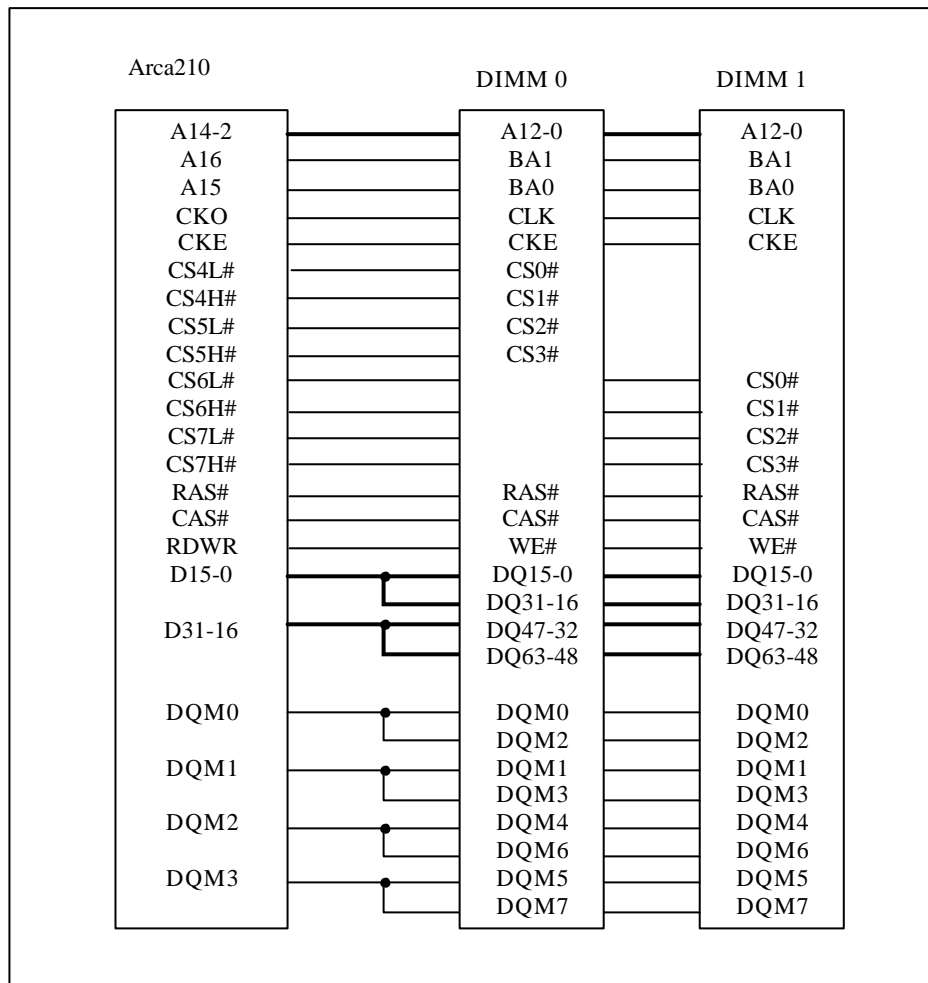 Arca210
DIMM 0
DIMM 1
A14-2 A12-0 A12-0
A16 BA1 BA1
A15 BA0 BA0
CKO CLK CLK
CKE CKE CKE
CS4L# CS0#
CS4H# CS1#
CS5L# CS2#
CS5H# CS3#
CS6L# CS0#
CS6H# CS1#
CS7L# CS2#
CS7H# CS3#
RAS# RAS# RAS#
CAS# CAS# CAS#
RDWR WE# WE#
D15-0 DQ15-0 DQ15-0
DQ31-16 DQ31-16
D31-16 DQ47-32 DQ47-32
DQ63-48 DQ63-48
DQM0 DQM0 DQM0
DQM2 DQM2
DQM1 DQM1 DQM1
DQM3 DQM3
DQM2 DQM4 DQM4
DQM6 DQM6
DQM3 DQM5 DQM5
DQM7 DQM7